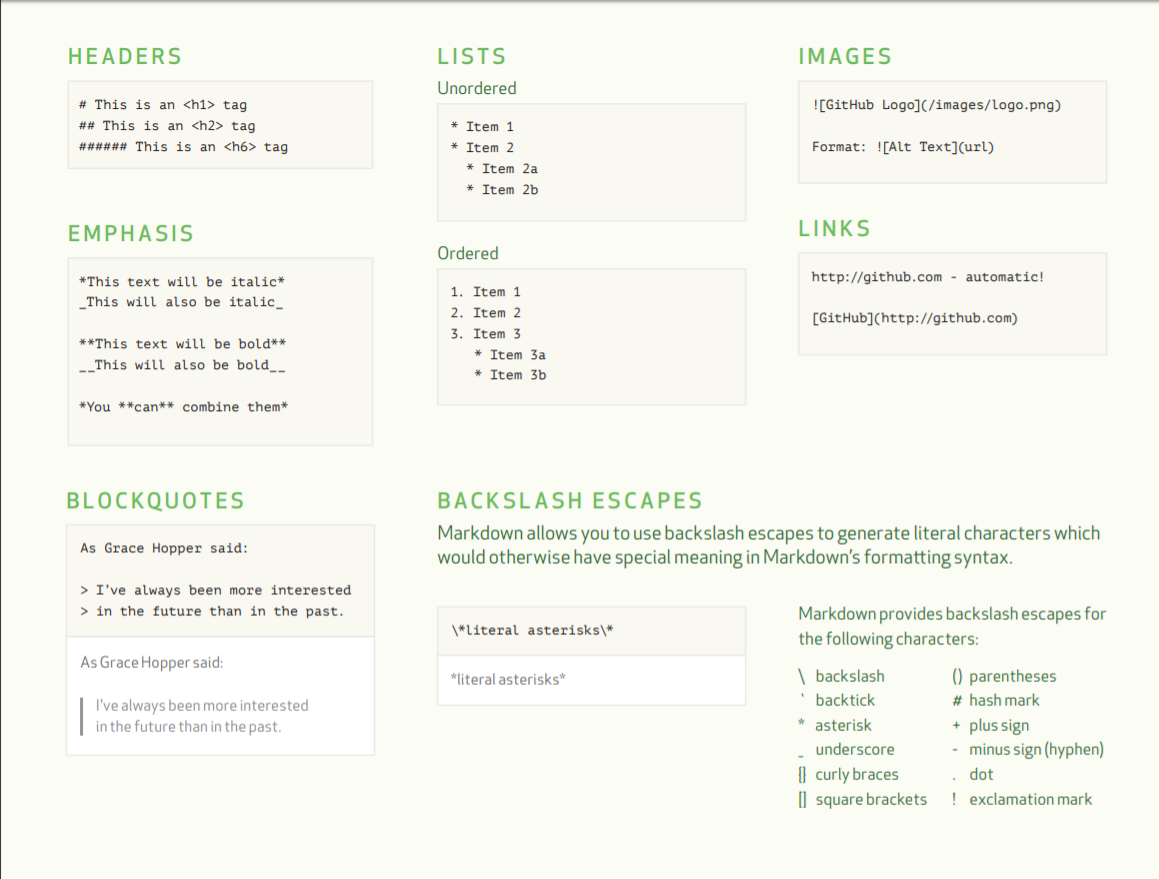 HEADERS
# This is an <h1> tag
## This is an <h2> tag
###### This is an <h6> tag
EMPHASIS
*This text will be italic*
_This will also be italic_
**This text will be bold**
__This will also be bold__
*You **can** combine them*
LISTS
Unordered
* Item 1
* Item 2
  * Item 2a
  * Item 2b
Ordered
1. Item 1
2. Item 2
3. Item 3
   * Item 3a
   * Item 3b
IMAGES
![GitHub Logo](/images/logo.png)
Format: ![Alt Text](url)
LINKS
http://github.com - automatic!
[GitHub](http://github.com)
BLOCKQUOTES
As Grace Hopper said:
> I've always been more interested
> in the future than in the past.
As Grace Hopper said:
I've always been more interested
in the future than in the past.
BACKSLASH ESCAPES
Markdown allows you to use backslash escapes to generate literal characters which
would otherwise have special meaning in Markdown's formatting syntax.
\*literal asterisks\*
*literal asterisks*
Markdown provides backslash escapes for
the following characters:
\ backslash
` backtick
* asterisk
_ underscore
{} curly braces
[] square brackets
() parentheses
# hash mark
+ plus sign
- minus sign (hyphen)
. dot
! exclamation mark